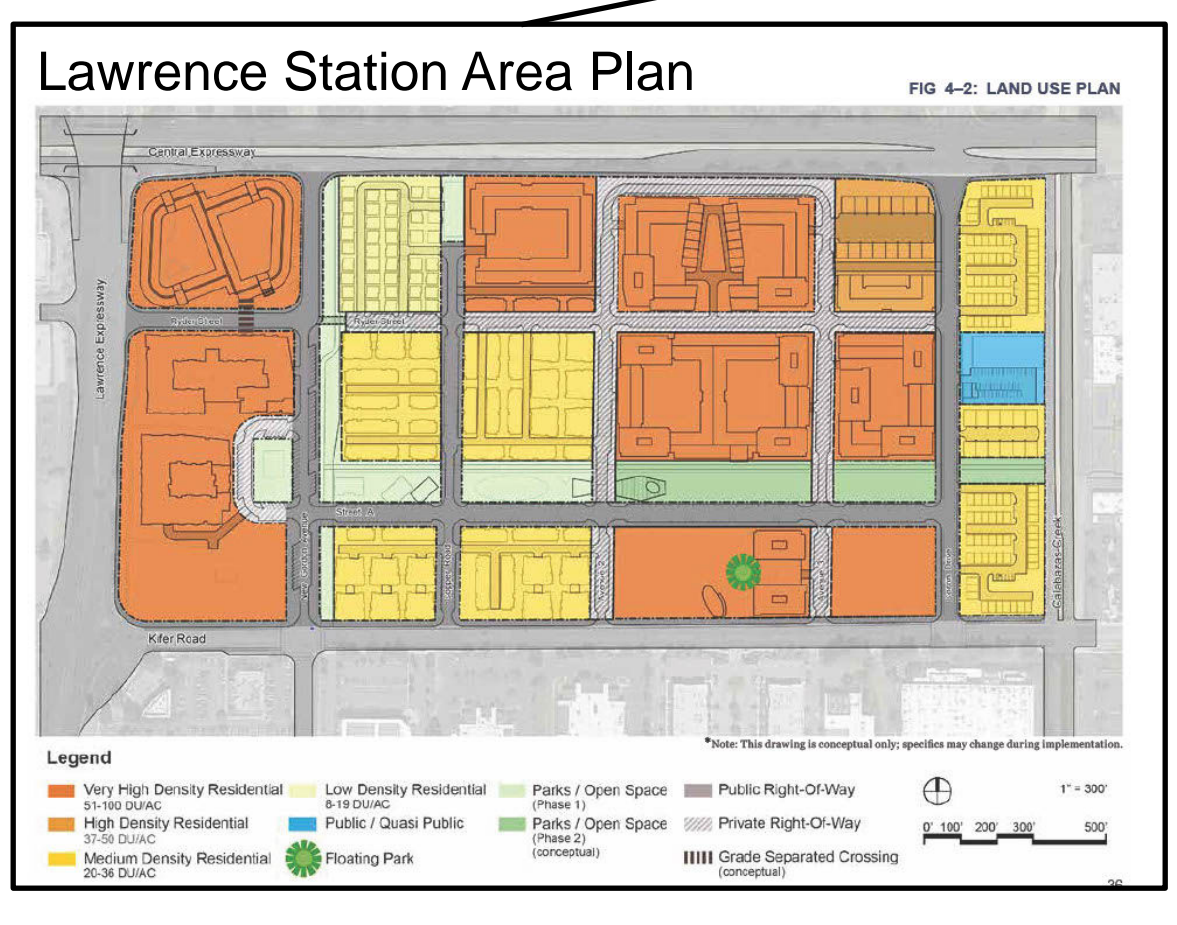 Lawrence Station Area Plan
FIG 4–2: LAND USE PLAN
Central Expressway
Lawrence Expressway
Ryder Street
Ryder Street
Street A
Calabazas Creek
Kifer Road
*Note: This drawing is conceptual only; specifics may change during implementation.
Legend
Very High Density Residential
51-100 DU/AC
High Density Residential
37-50 DU/AC
Medium Density Residential
20-36 DU/AC
Low Density Residential
8-19 DU/AC
Public / Quasi Public
Floating Park
Parks / Open Space
(Phase 1)
Parks / Open Space
(Phase 2)
(conceptual)
Public Right-Of-Way
Private Right-Of-Way
Grade Separated Crossing
(conceptual)
1" = 300'
0' 100' 200' 300' 500'